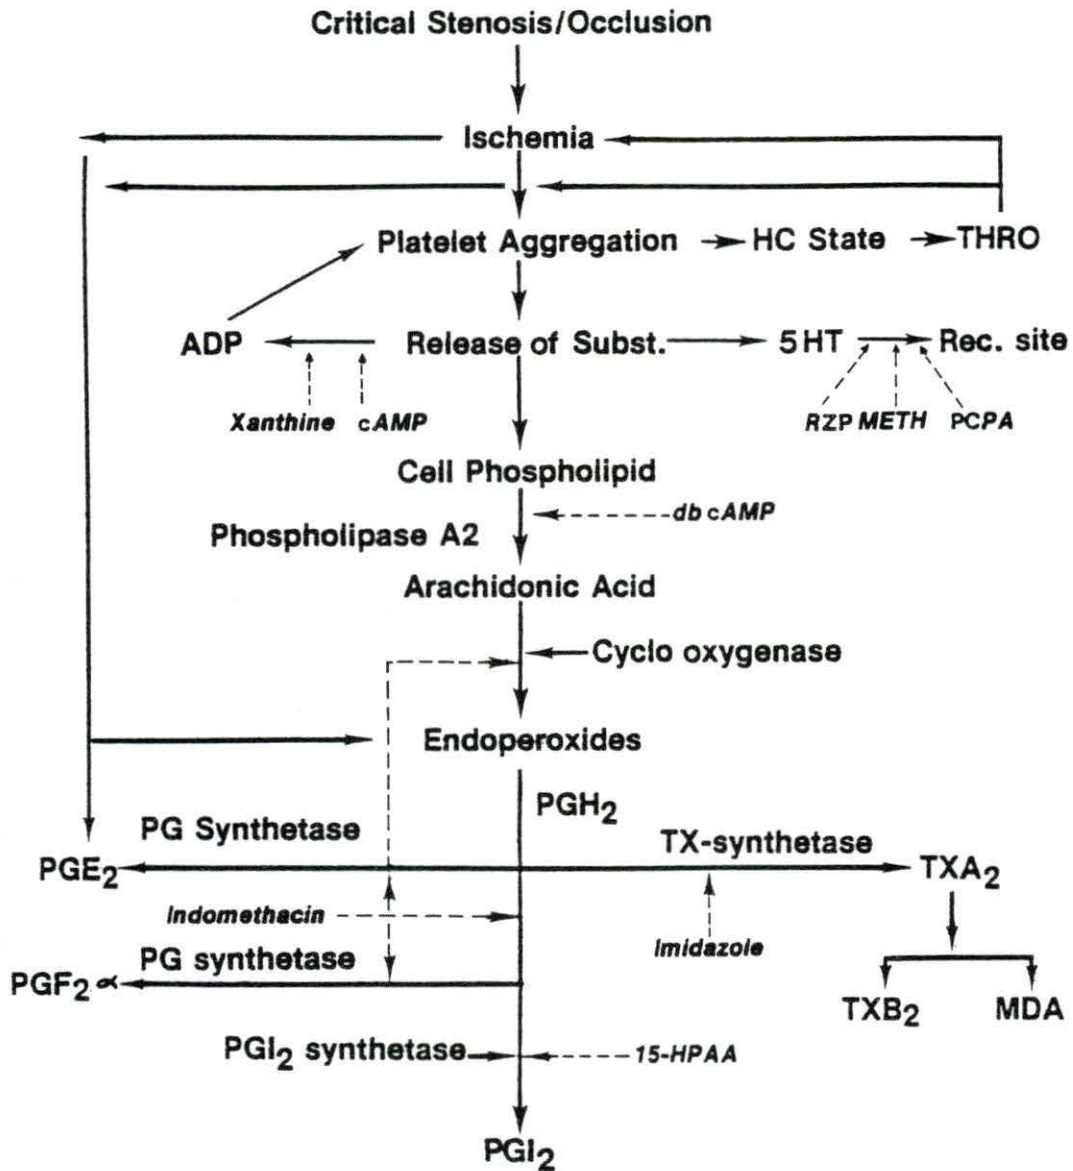 Critical Stenosis/Occlusion
Ischemia
Platelet Aggregation HC State THRO
ADP Release of Subst. 5HT Rec. site
Xanthine cAMP RZP METH PCPA
Cell Phospholipid
db cAMP
Phospholipase A2
Arachidonic Acid
Cyclo oxygenase
Endoperoxides
PGH2
PG Synthetase TX-synthetase
PGE2 TXA2
Indomethacin
Imidazole
PG synthetase
PGF2 α
TXB2 MDA
PGI2 synthetase 15-HPAA
PGI2